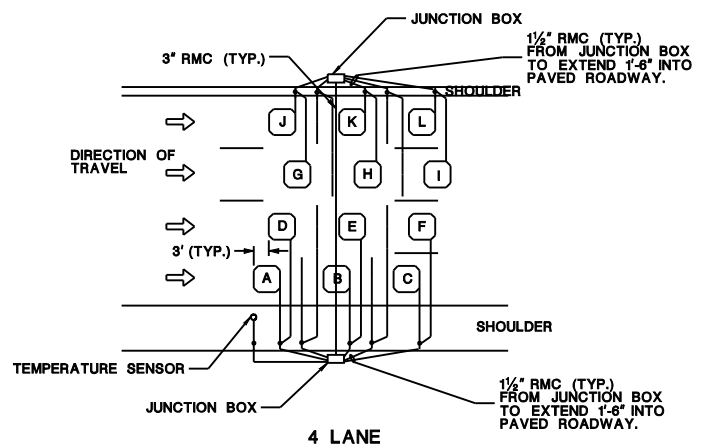 JUNCTION BOX
3" RMC (TYP.)
1½" RMC (TYP.)
FROM JUNCTION BOX
TO EXTEND 1'-6" INTO
PAVED ROADWAY.
SHOULDER
J
K
L
DIRECTION OF
TRAVEL
G
H
I
D
E
F
3' (TYP.)
A
B
C
SHOULDER
TEMPERATURE SENSOR
JUNCTION BOX
1½" RMC (TYP.)
FROM JUNCTION BOX
TO EXTEND 1'-6" INTO
PAVED ROADWAY.
4 LANE